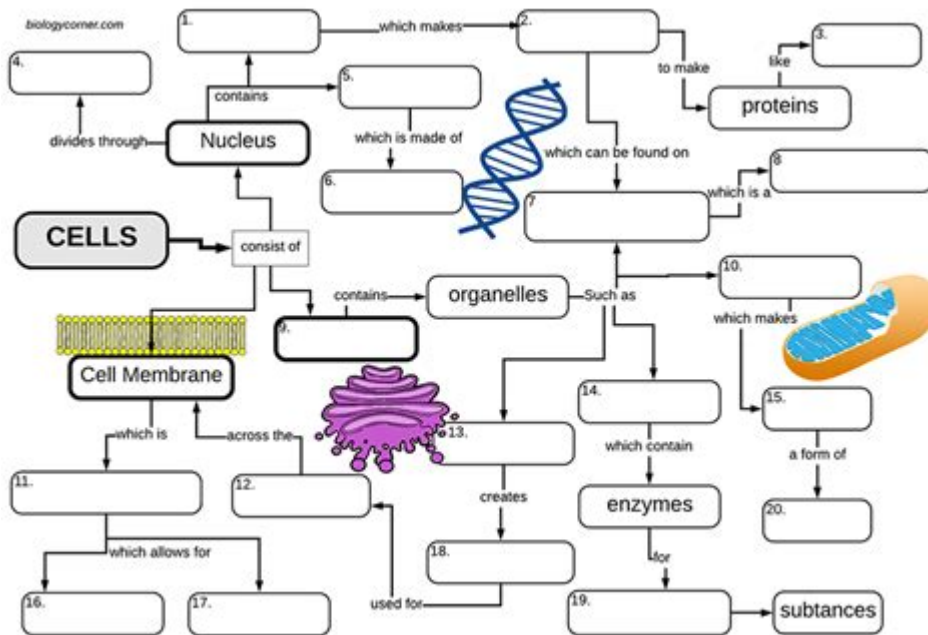 biologycorner.com
1.
which makes
2.
3.
4.
5.
to make
like
contains
proteins
divides through
Nucleus
which is made of
which can be found on
8
6.
which is a
7
CELLS
consist of
10.
contains
organelles
Such as
which makes
9.
Cell Membrane
14.
15.
which is
across the
13.
which contain
a form of
11.
12.
creates
enzymes
20.
18.
which allows for
for
16.
17.
used for
19.
subtances